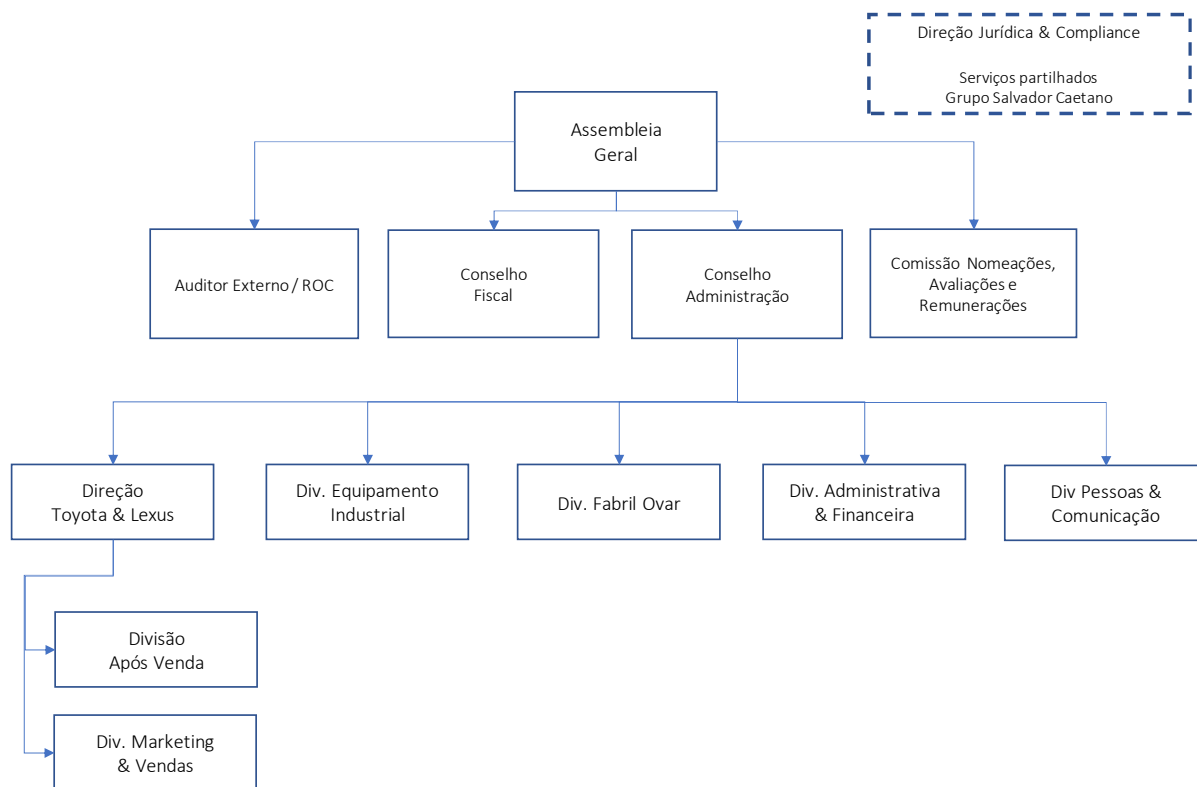 Direção Jurídica & Compliance
Serviços partilhados
Grupo Salvador Caetano
Assembleia
Geral
Auditor Externo / ROC
Conselho
Fiscal
Conselho
Administração
Comissão Nomeações,
Avaliações e
Remunerações
Direção
Toyota & Lexus
Div. Equipamento
Industrial
Div. Fabril Ovar
Div. Administrativa
& Financeira
Div Pessoas &
Comunicação
Divisão
Após Venda
Div. Marketing
& Vendas